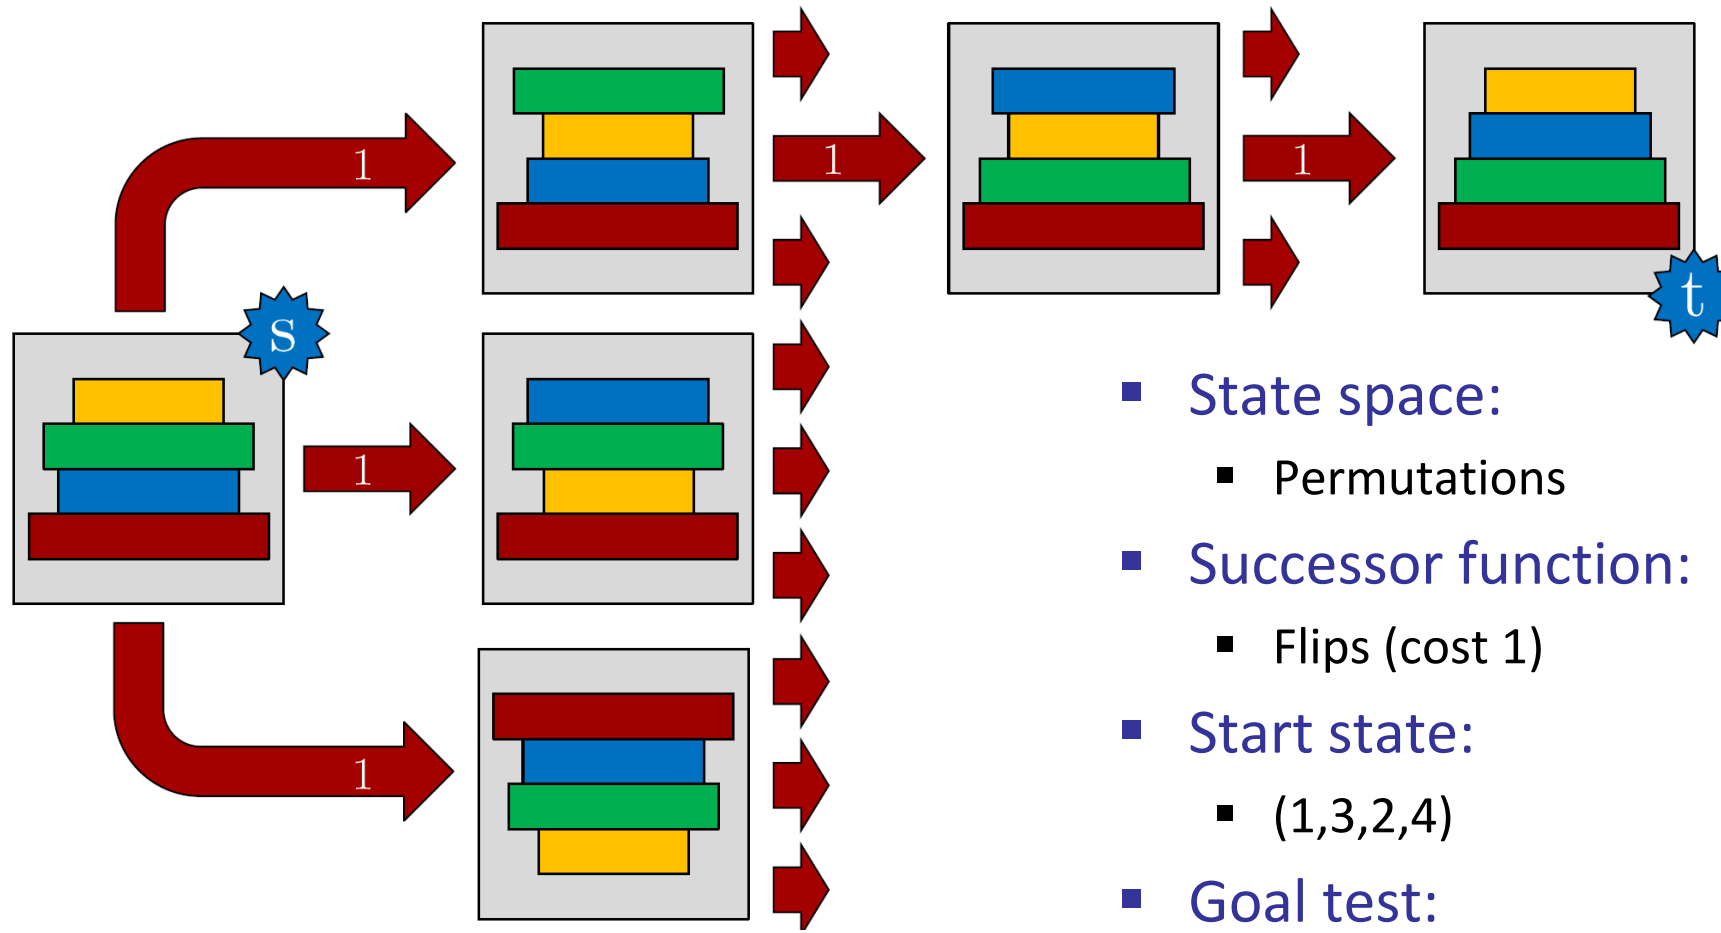 1
1
1
s
t
1
1
▪ State space:
▪ Permutations
▪ Successor function:
▪ Flips (cost 1)
▪ Start state:
▪ (1,3,2,4)
▪ Goal test: